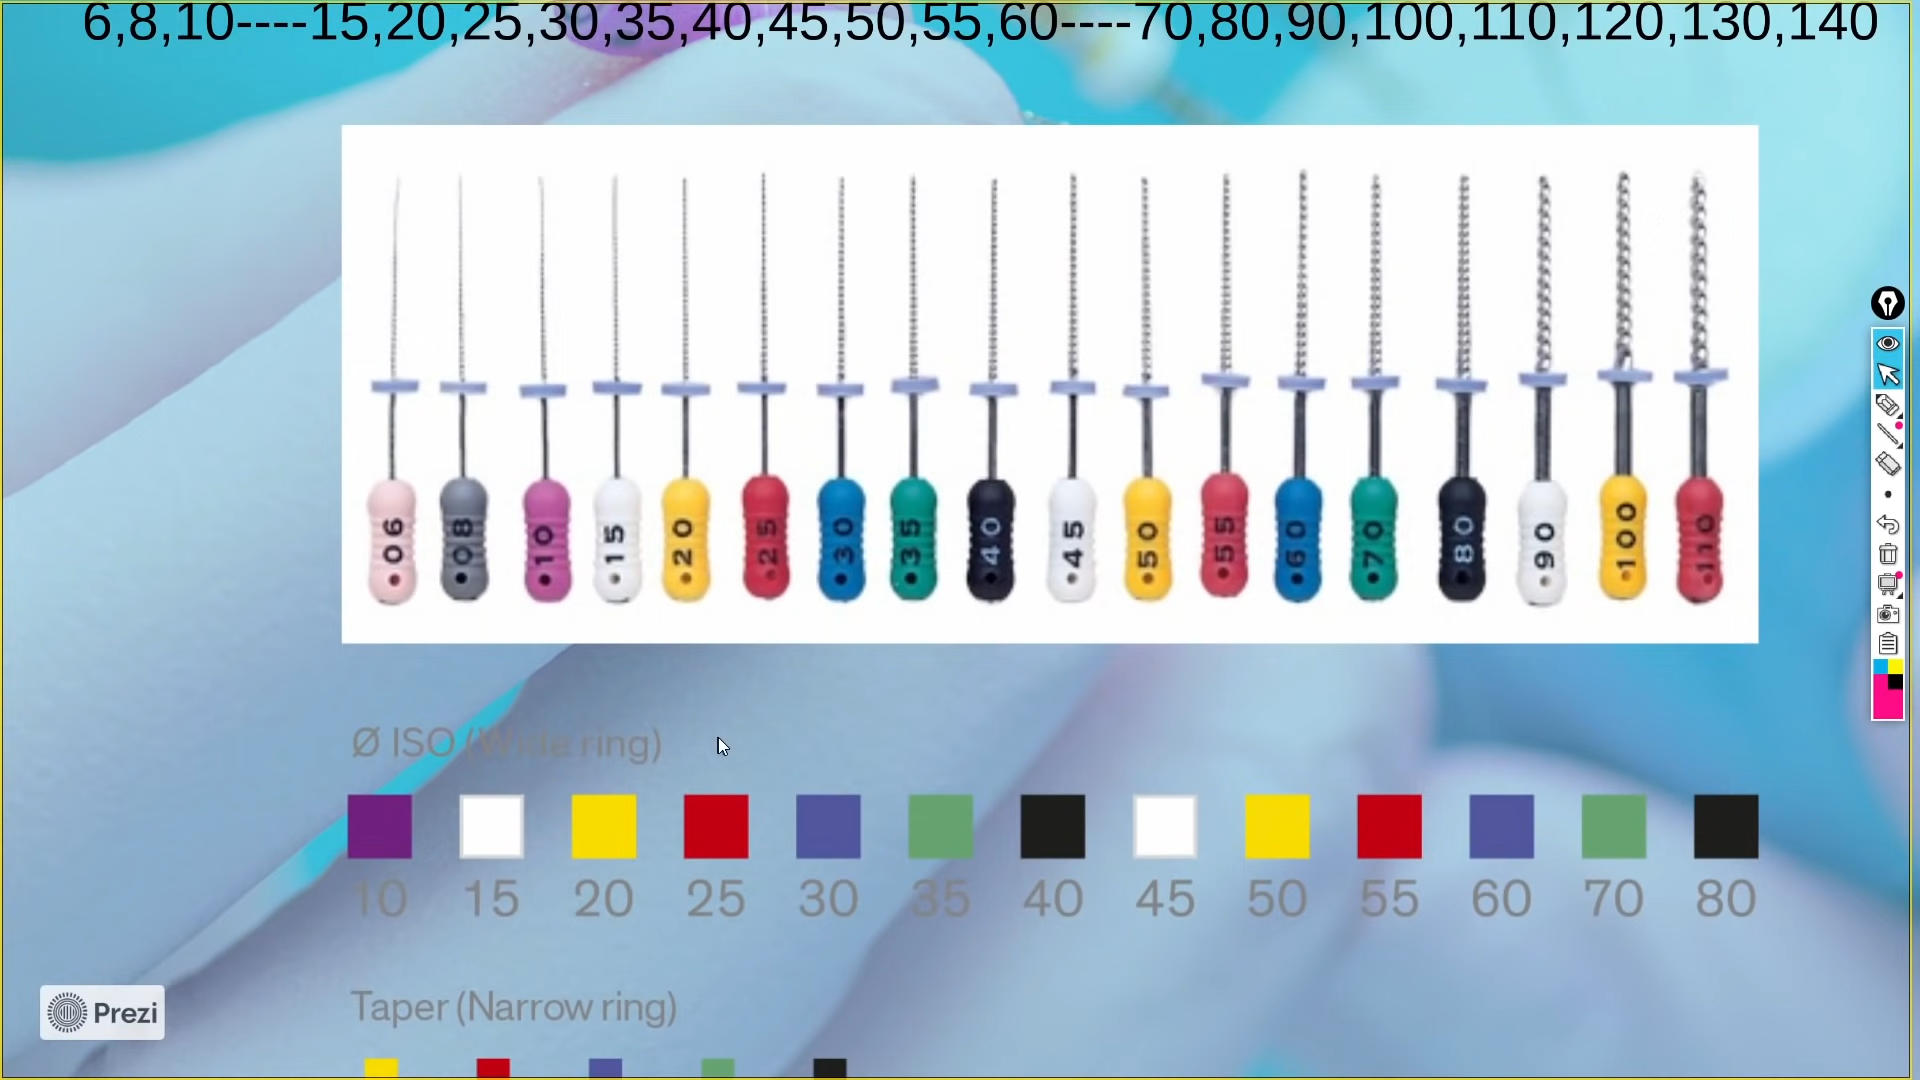 6,8,10----15,20,25,30,35,40,45,50,55,60----70,80,90,100,110,120,130,140
06 08 10 15 20 25 30 35 40 45 50 55 60 70 80 90 100 110
Ø ISO (Wide ring)
10 15 20 25 30 35 40 45 50 55 60 70 80
Taper (Narrow ring)
Prezi